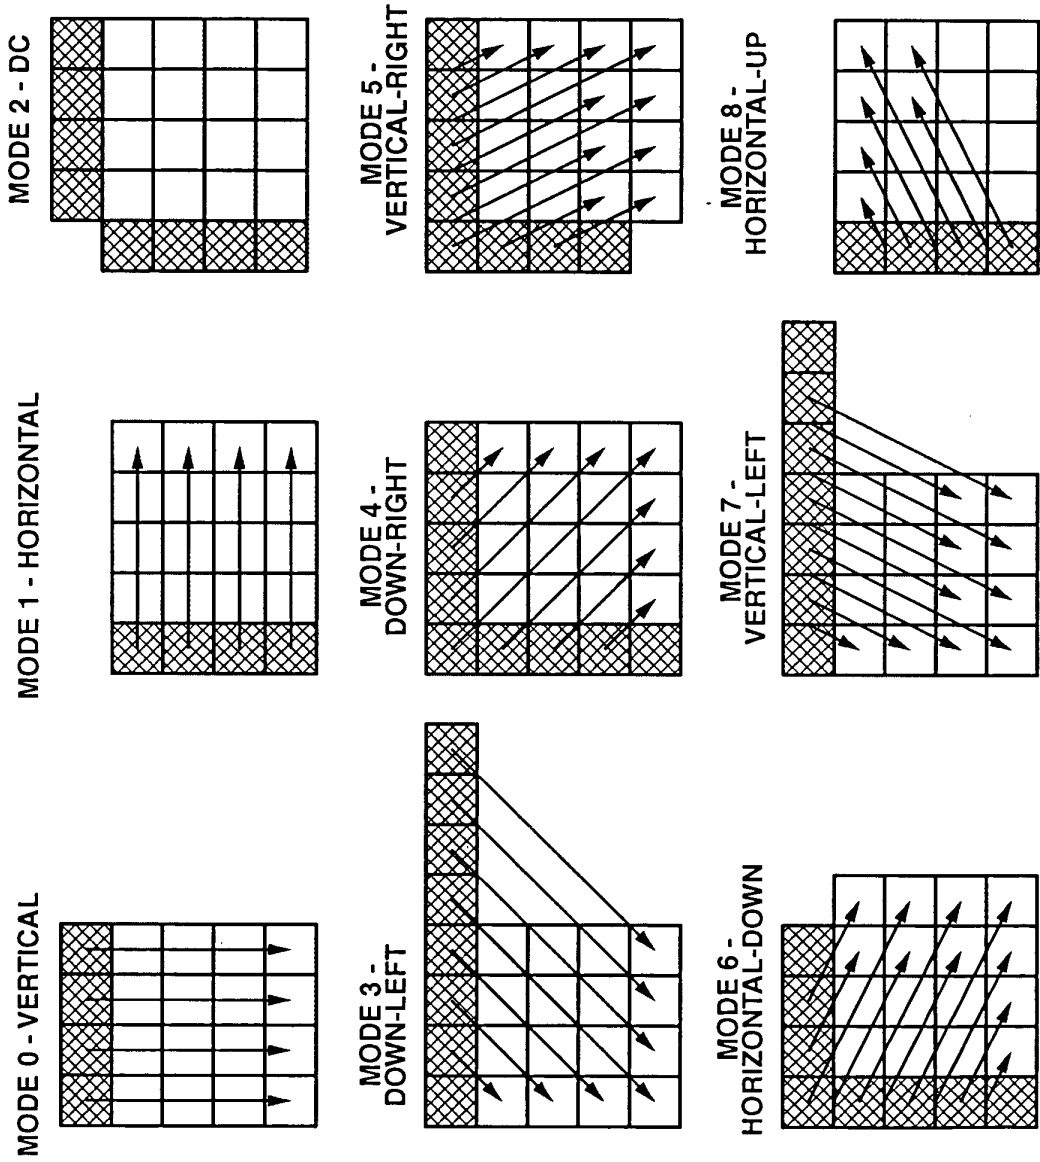 MODE 0 - VERTICAL
MODE 1 - HORIZONTAL
MODE 2 - DC
MODE 3 -
DOWN-LEFT
MODE 4 -
DOWN-RIGHT
MODE 5 -
VERTICAL-RIGHT
MODE 6 -
HORIZONTAL-DOWN
MODE 7 -
VERTICAL-LEFT
MODE 8 -
HORIZONTAL-UP